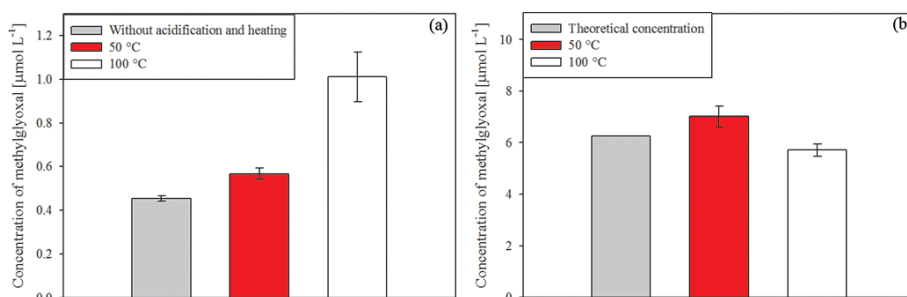 (a)
Without acidification and heating
50 °C
100 °C
Concentration of methylglyoxal [µmol L⁻¹]
1.2
1.0
0.8
0.6
0.4
0.2
0.0
(b
Theoretical concentration
50 °C
100 °C
Concentration of methylglyoxal [µmol L⁻¹]
10
8
6
4
2
0